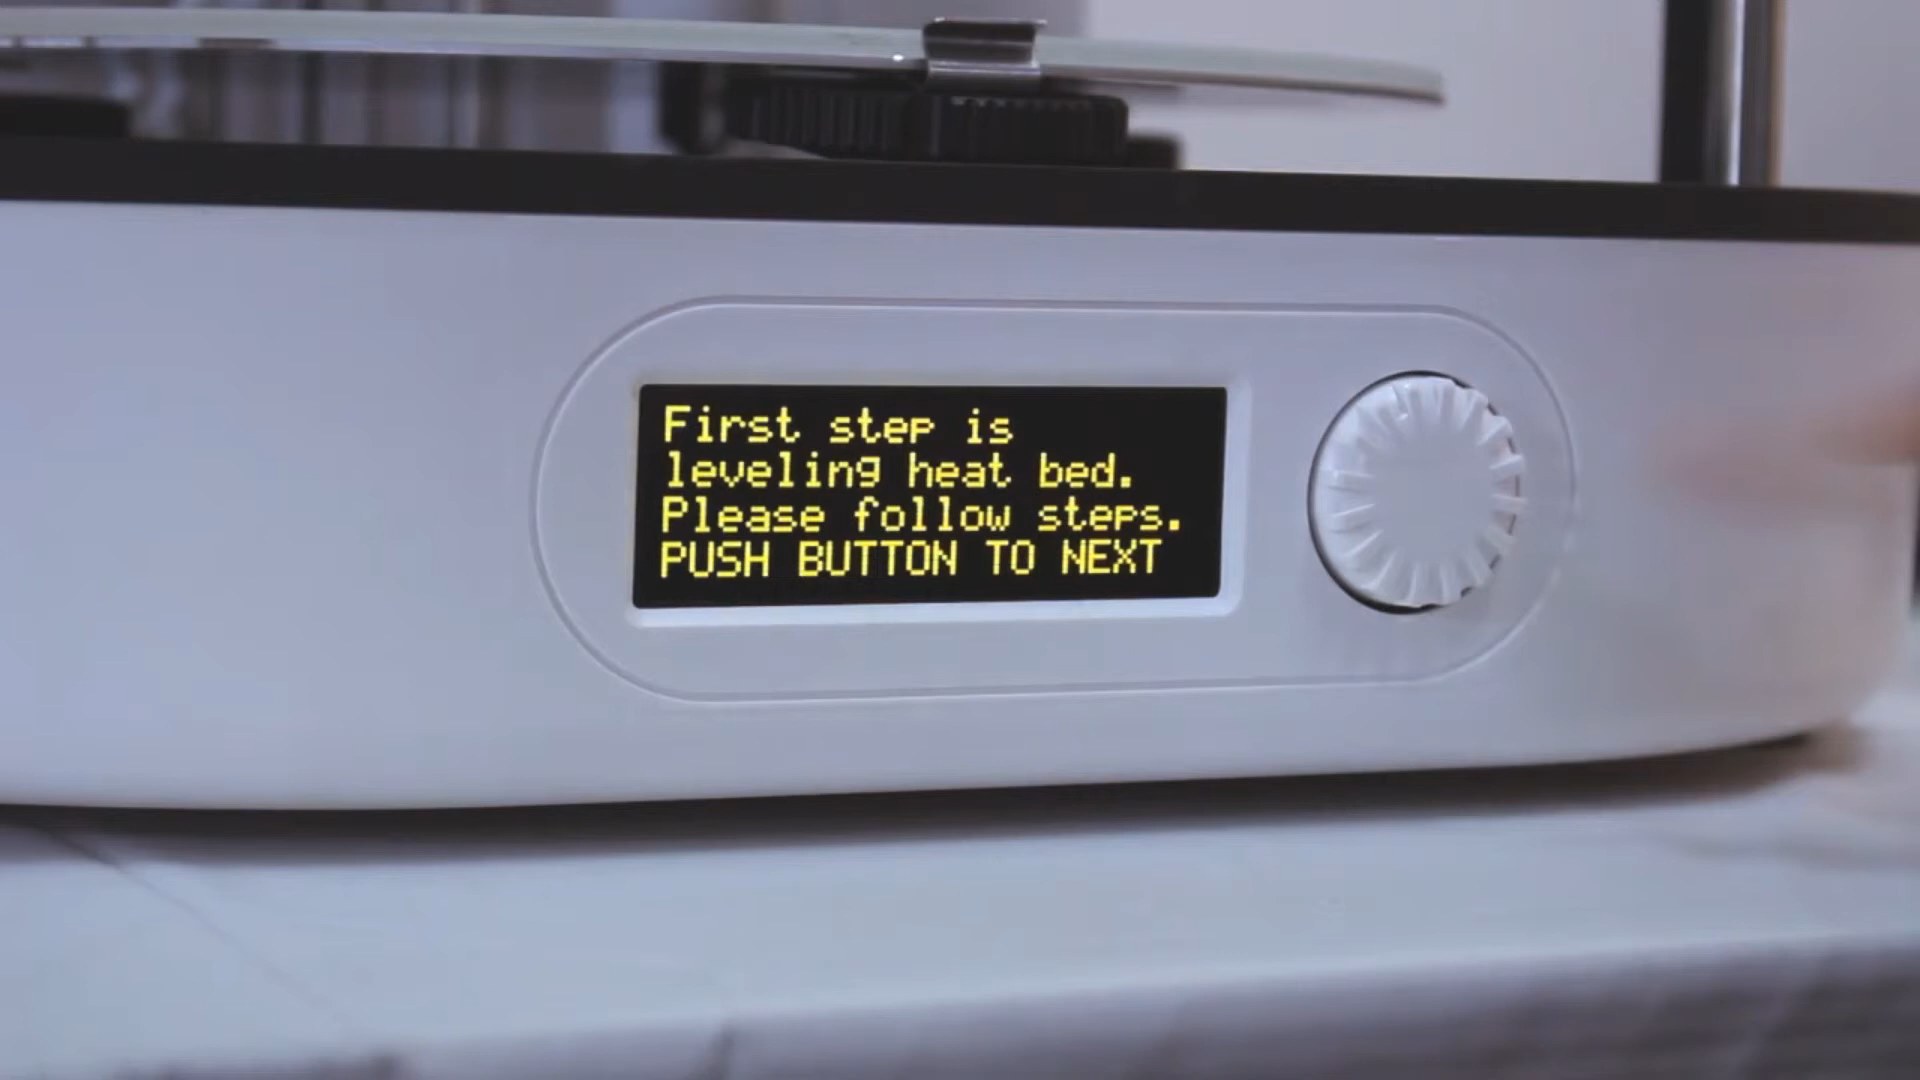 First step is
leveling heat bed.
Please follow steps.
PUSH BUTTON TO NEXT